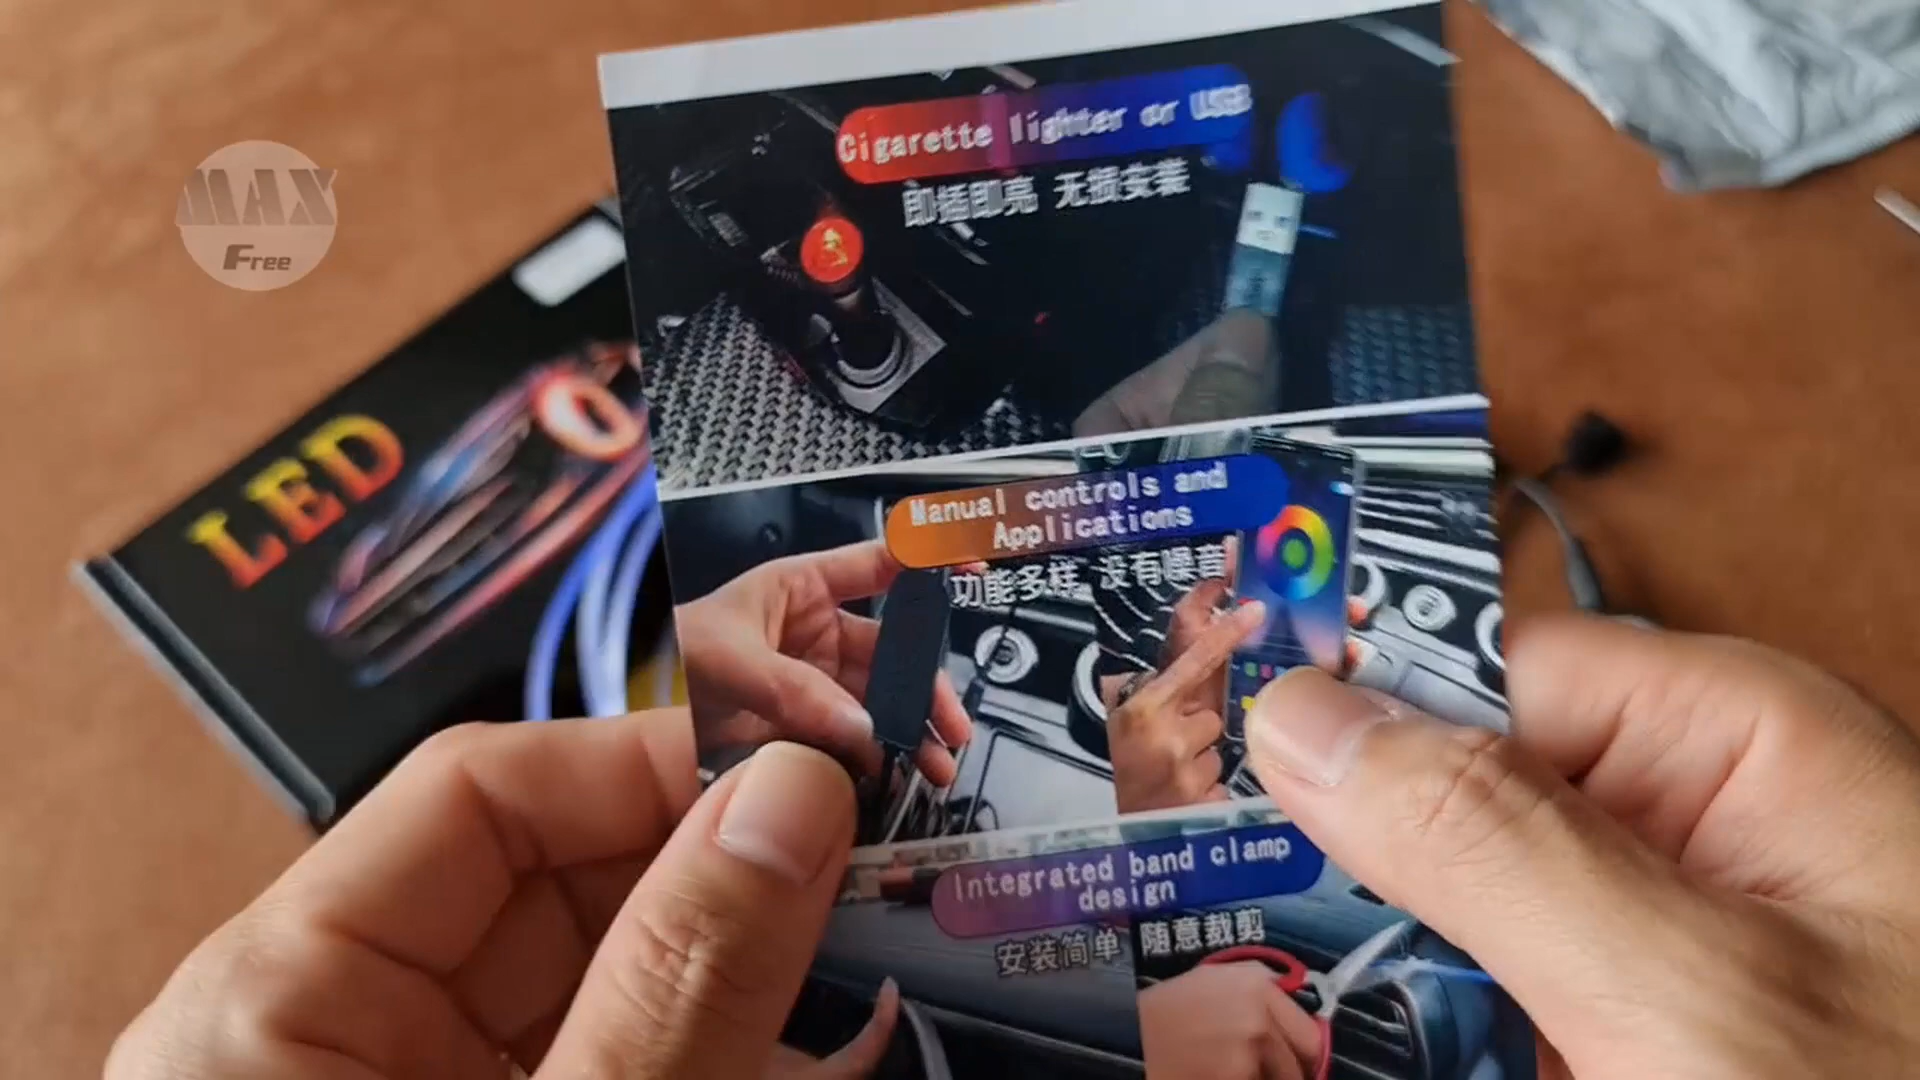 MAX
Free
Cigarette lighter or USB
即插即亮 无损安装
LED
Manual controls and
Applications
功能多样 没有噪音
Integrated band clamp
design
安装简单 随意裁剪